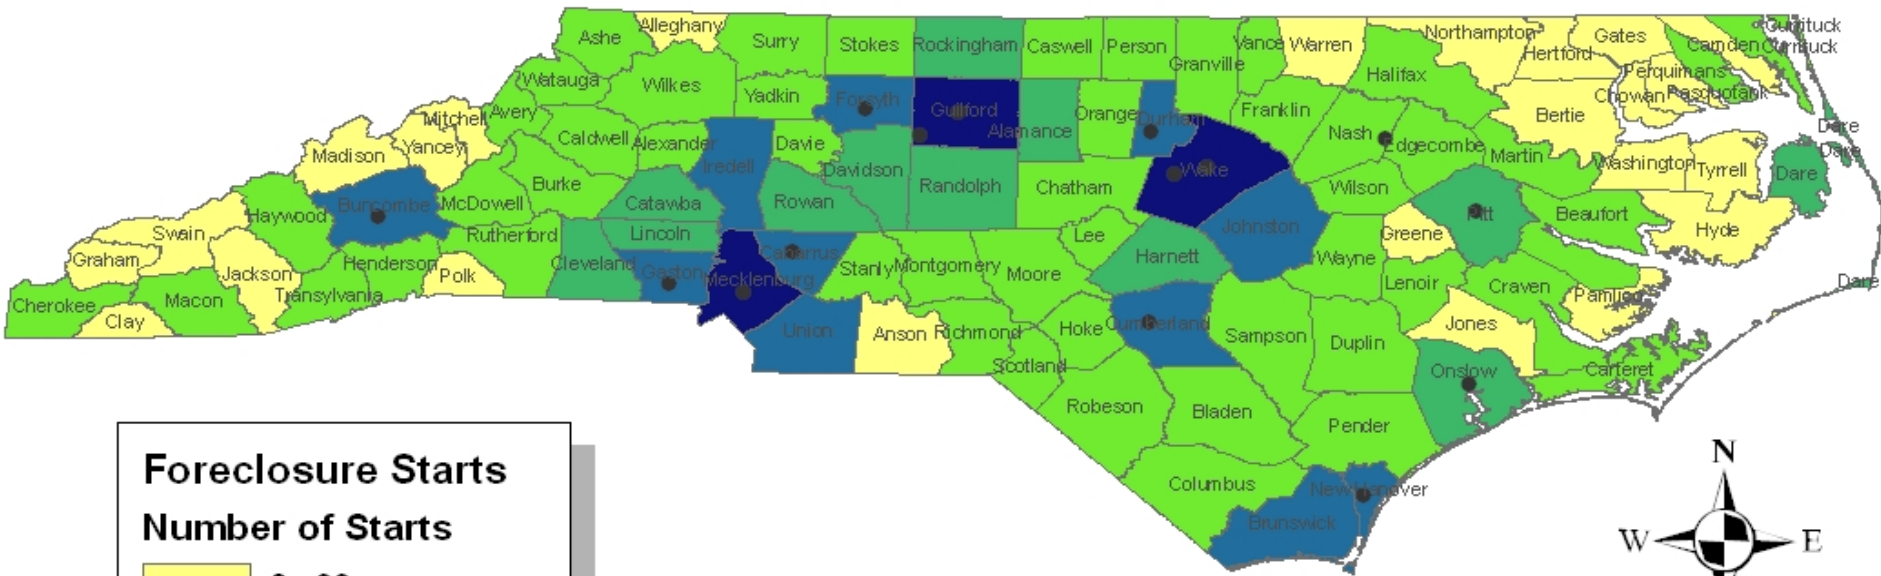 Alleghany
Ashe
Surry
Stokes
Rockingham
Caswell
Person
Vance
Warren
Northampton
Gates
Currituck
Camden
Currituck
Hertford
Granville
Halifax
Watauga
Wilkes
Yadkin
Forsyth
Guilford
Alamance
Orange
Durham
Franklin
Perquimans
Chowan
Pasquotank
Bertie
Mitchell
Avery
Caldwell
Alexander
Davie
Iredell
Nash
Edgecombe
Dare
Dare
Madison
Yancey
Martin
Washington
Tyrrell
Dare
Burke
Davidson
Randolph
Chatham
Wake
Wilson
Haywood
Buncombe
McDowell
Catawba
Rowan
Pitt
Beaufort
Swain
Rutherford
Lincoln
Lee
Johnston
Greene
Hyde
Graham
Jackson
Henderson
Polk
Cleveland
Gaston
Mecklenburg
Cabarrus
Stanly
Montgomery
Moore
Harnett
Wayne
Lenoir
Craven
Pamlico
Dare
Cherokee
Macon
Transylvania
Clay
Union
Anson
Richmond
Hoke
Cumberland
Sampson
Duplin
Jones
Scotland
Onslow
Carteret
Robeson
Bladen
Pender
Columbus
New Hanover
Brunswick
Foreclosure Starts
Number of Starts
N
W
E